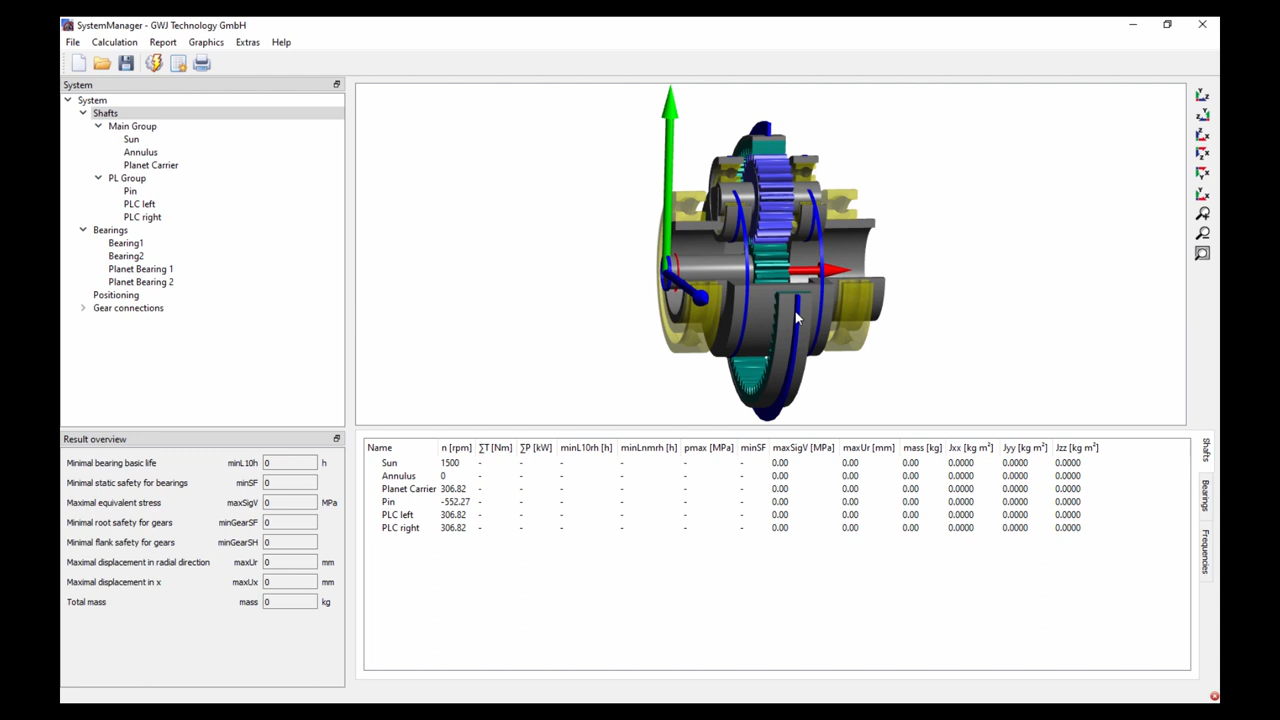 SystemManager - GWJ Technology GmbH
File Calculation Report Graphics Extras Help
System
System
Shafts
Main Group
Sun
Annulus
Planet Carrier
PL Group
Pin
PLC left
PLC right
Bearings
Bearing1
Bearing2
Planet Bearing 1
Planet Bearing 2
Positioning
Gear connections
Result overview
Minimal bearing basic life minL10h 0 h
Minimal static safety for bearings minSF 0
Maximal equivalent stress maxSigV 0 MPa
Minimal root safety for gears minGearSF 0
Minimal flank safety for gears minGearSH 0
Maximal displacement in radial direction maxUr 0 mm
Maximal displacement in x maxUx 0 mm
Total mass mass 0 kg
Name n [rpm] ∑T [Nm] ∑P [kW] minL10rh [h] minLnmrh [h] pmax [MPa] minSF maxSigV [MPa] maxUr [mm] mass [kg] Jxx [kg m²] Jyy [kg m²] Jzz [kg m²]
Sun 1500 - - - - - - 0.00 0.00 0.00 0.0000 0.0000 0.0000
Annulus 0 - - - - - - 0.00 0.00 0.00 0.0000 0.0000 0.0000
Planet Carrier 306.82 - - - - - - 0.00 0.00 0.00 0.0000 0.0000 0.0000
Pin -552.27 - - - - - - 0.00 0.00 0.00 0.0000 0.0000 0.0000
PLC left 306.82 - - - - - - 0.00 0.00 0.00 0.0000 0.0000 0.0000
PLC right 306.82 - - - - - - 0.00 0.00 0.00 0.0000 0.0000 0.0000
Shafts
Bearings
Frequencies